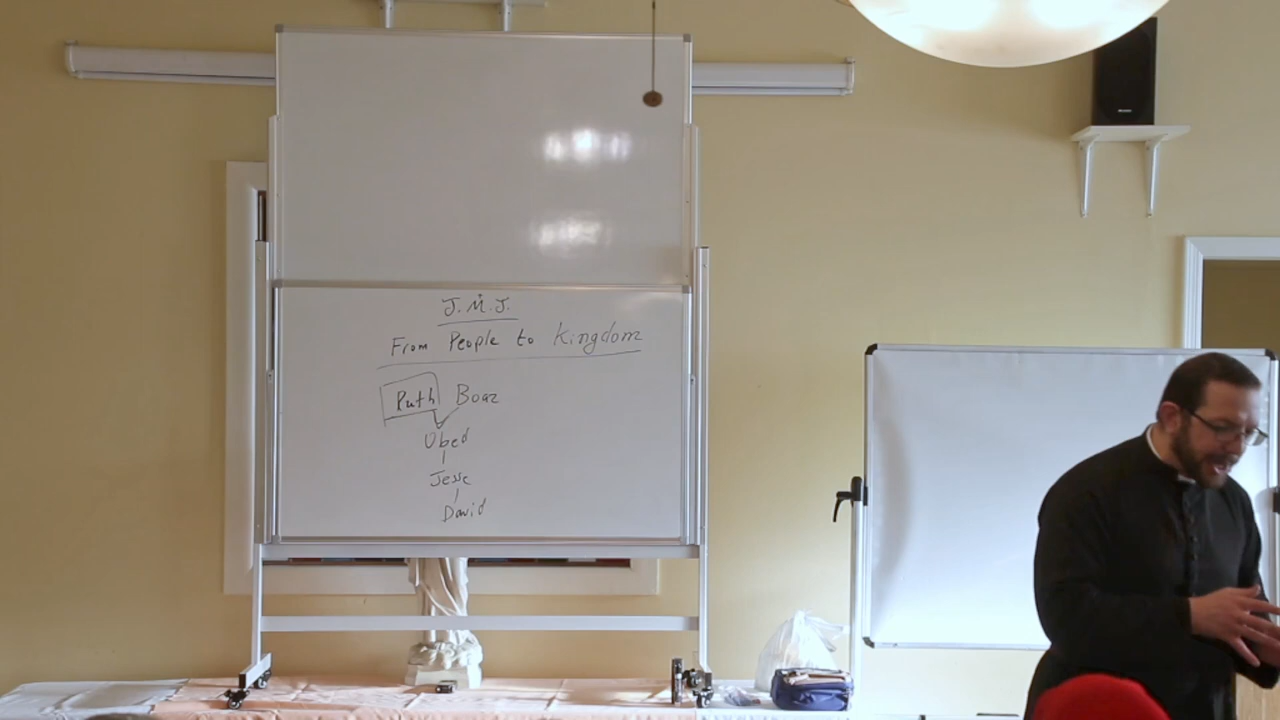 J.M.J.
From People to Kingdom
Ruth Boaz
Obed
Jesse
David